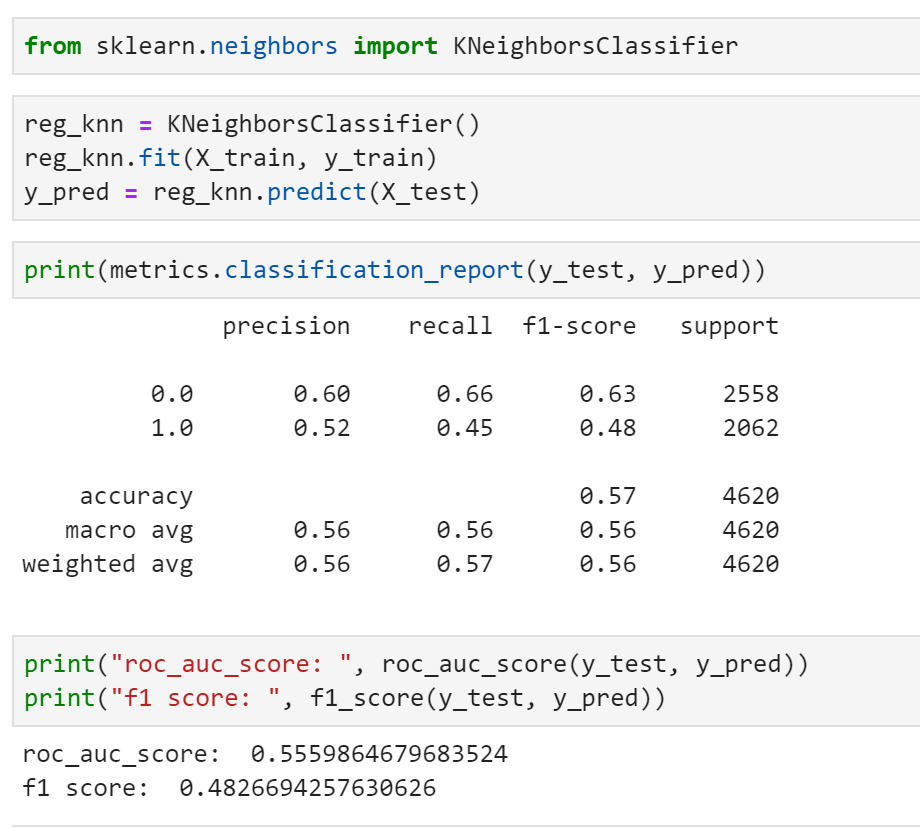 from sklearn.neighbors import KNeighborsClassifier
reg_knn = KNeighborsClassifier()
reg_knn.fit(X_train, y_train)
y_pred = reg_knn.predict(X_test)
print(metrics.classification_report(y_test, y_pred))
precision recall f1-score support
0.0 0.60 0.66 0.63 2558
1.0 0.52 0.45 0.48 2062
accuracy 0.57 4620
macro avg 0.56 0.56 0.56 4620
weighted avg 0.56 0.57 0.56 4620
print("roc_auc_score: ", roc_auc_score(y_test, y_pred))
print("f1 score: ", f1_score(y_test, y_pred))
roc_auc_score: 0.5559864679683524
f1 score: 0.4826694257630626